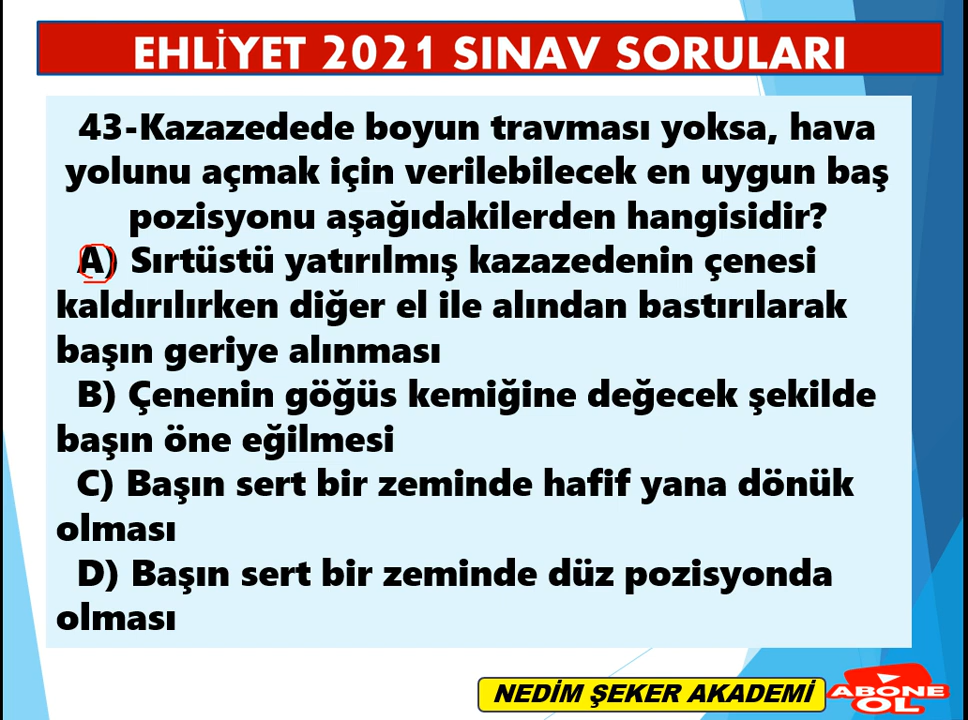 EHLİYET 2021 SINAV SORULARI
43-Kazazedede boyun travması yoksa, hava
yolunu açmak için verilebilecek en uygun baş
pozisyonu aşağıdakilerden hangisidir?
A) Sırtüstü yatırılmış kazazedenin çenesi
kaldırılırken diğer el ile alından bastırılarak
başın geriye alınması
B) Çenenin göğüs kemiğine değecek şekilde
başın öne eğilmesi
C) Başın sert bir zeminde hafif yana dönük
olması
D) Başın sert bir zeminde düz pozisyonda
olması
NEDİM ŞEKER AKADEMİ
ABONE
OL